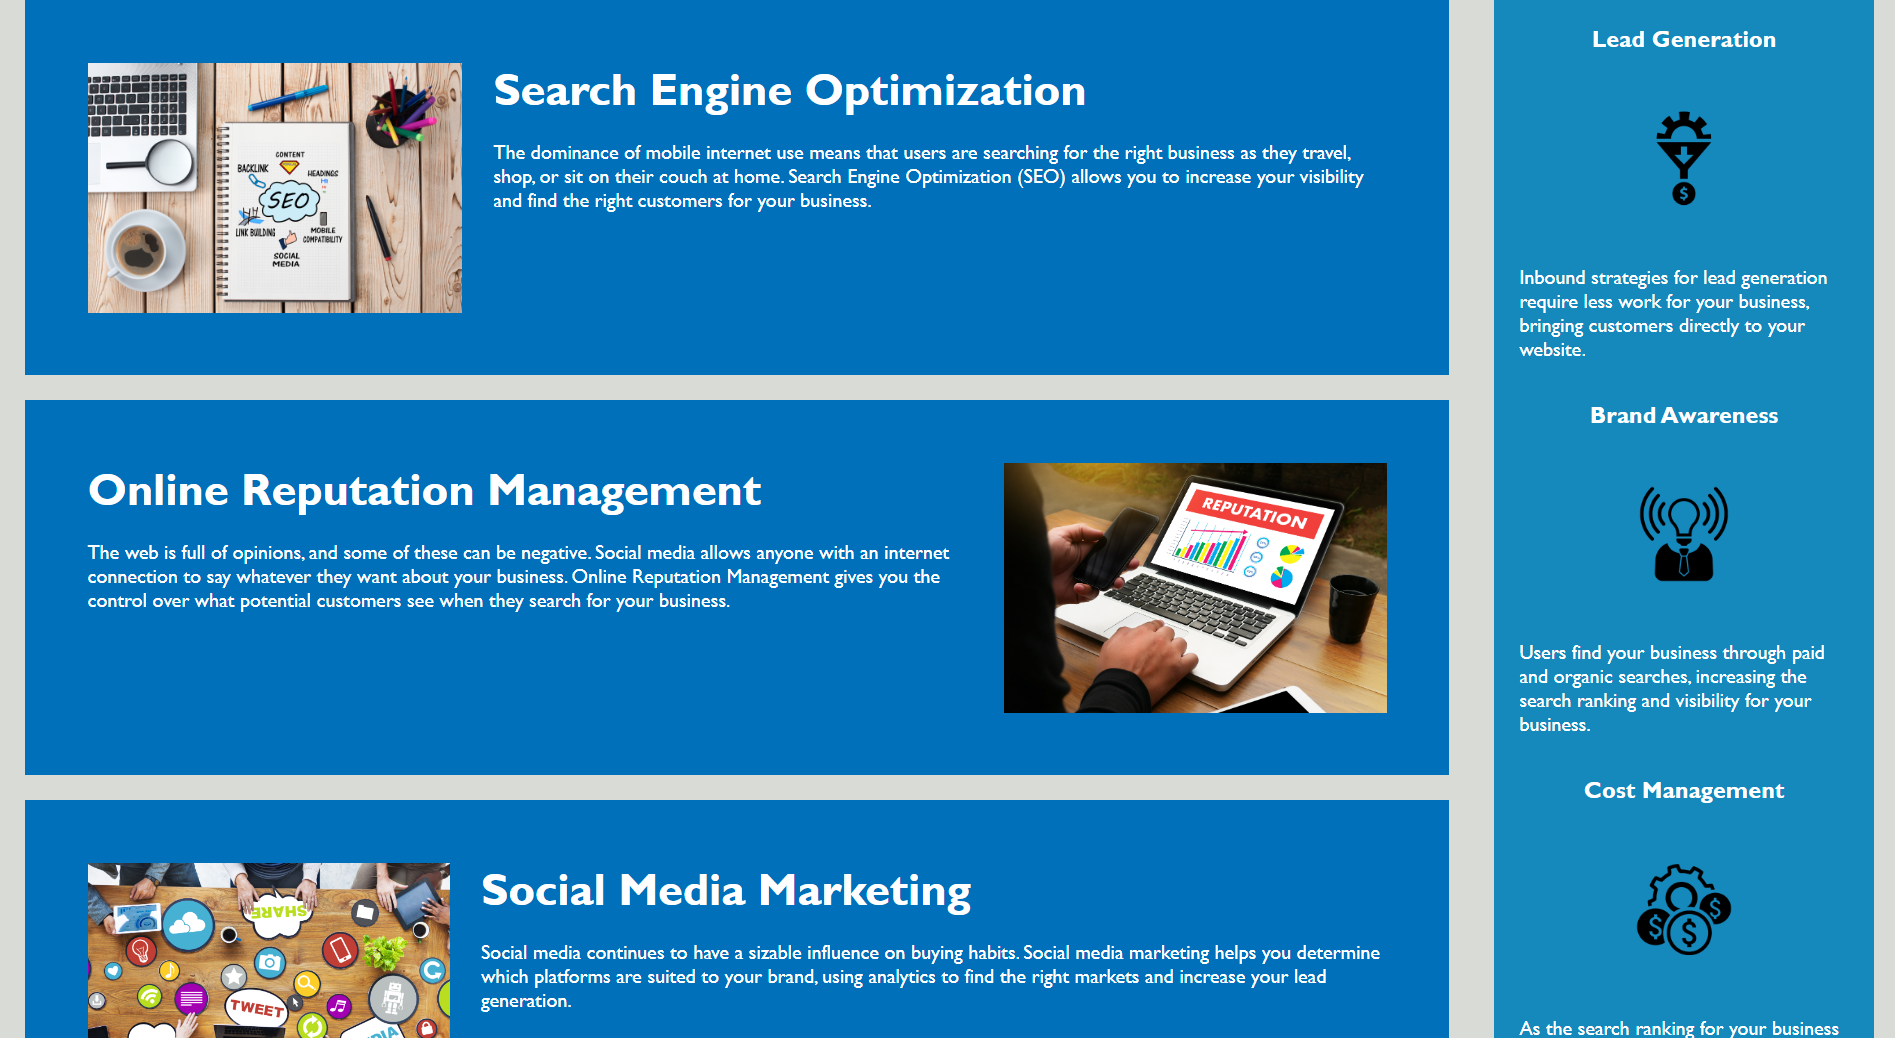 Search Engine Optimization
The dominance of mobile internet use means that users are searching for the right business as they travel,
shop, or sit on their couch at home. Search Engine Optimization (SEO) allows you to increase your visibility
and find the right customers for your business.
CONTENT
BACKLINK
HEADINGS
H1
SEO
LINK BUILDING
MOBILE
COMPATIBILITY
SOCIAL
MEDIA
Online Reputation Management
The web is full of opinions, and some of these can be negative. Social media allows anyone with an internet
connection to say whatever they want about your business. Online Reputation Management gives you the
control over what potential customers see when they search for your business.
REPUTATION
Social Media Marketing
Social media continues to have a sizable influence on buying habits. Social media marketing helps you determine
which platforms are suited to your brand, using analytics to find the right markets and increase your lead
generation.
SHARE
TWEET
Lead Generation
$
Inbound strategies for lead generation
require less work for your business,
bringing customers directly to your
website.
Brand Awareness
Users find your business through paid
and organic searches, increasing the
search ranking and visibility for your
business.
Cost Management
$ $ $
As the search ranking for your business